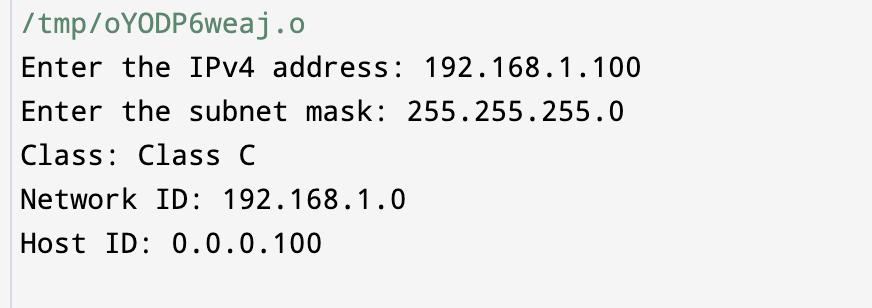 /tmp/oYODP6weaj.o
Enter the IPv4 address: 192.168.1.100
Enter the subnet mask: 255.255.255.0
Class: Class C
Network ID: 192.168.1.0
Host ID: 0.0.0.100